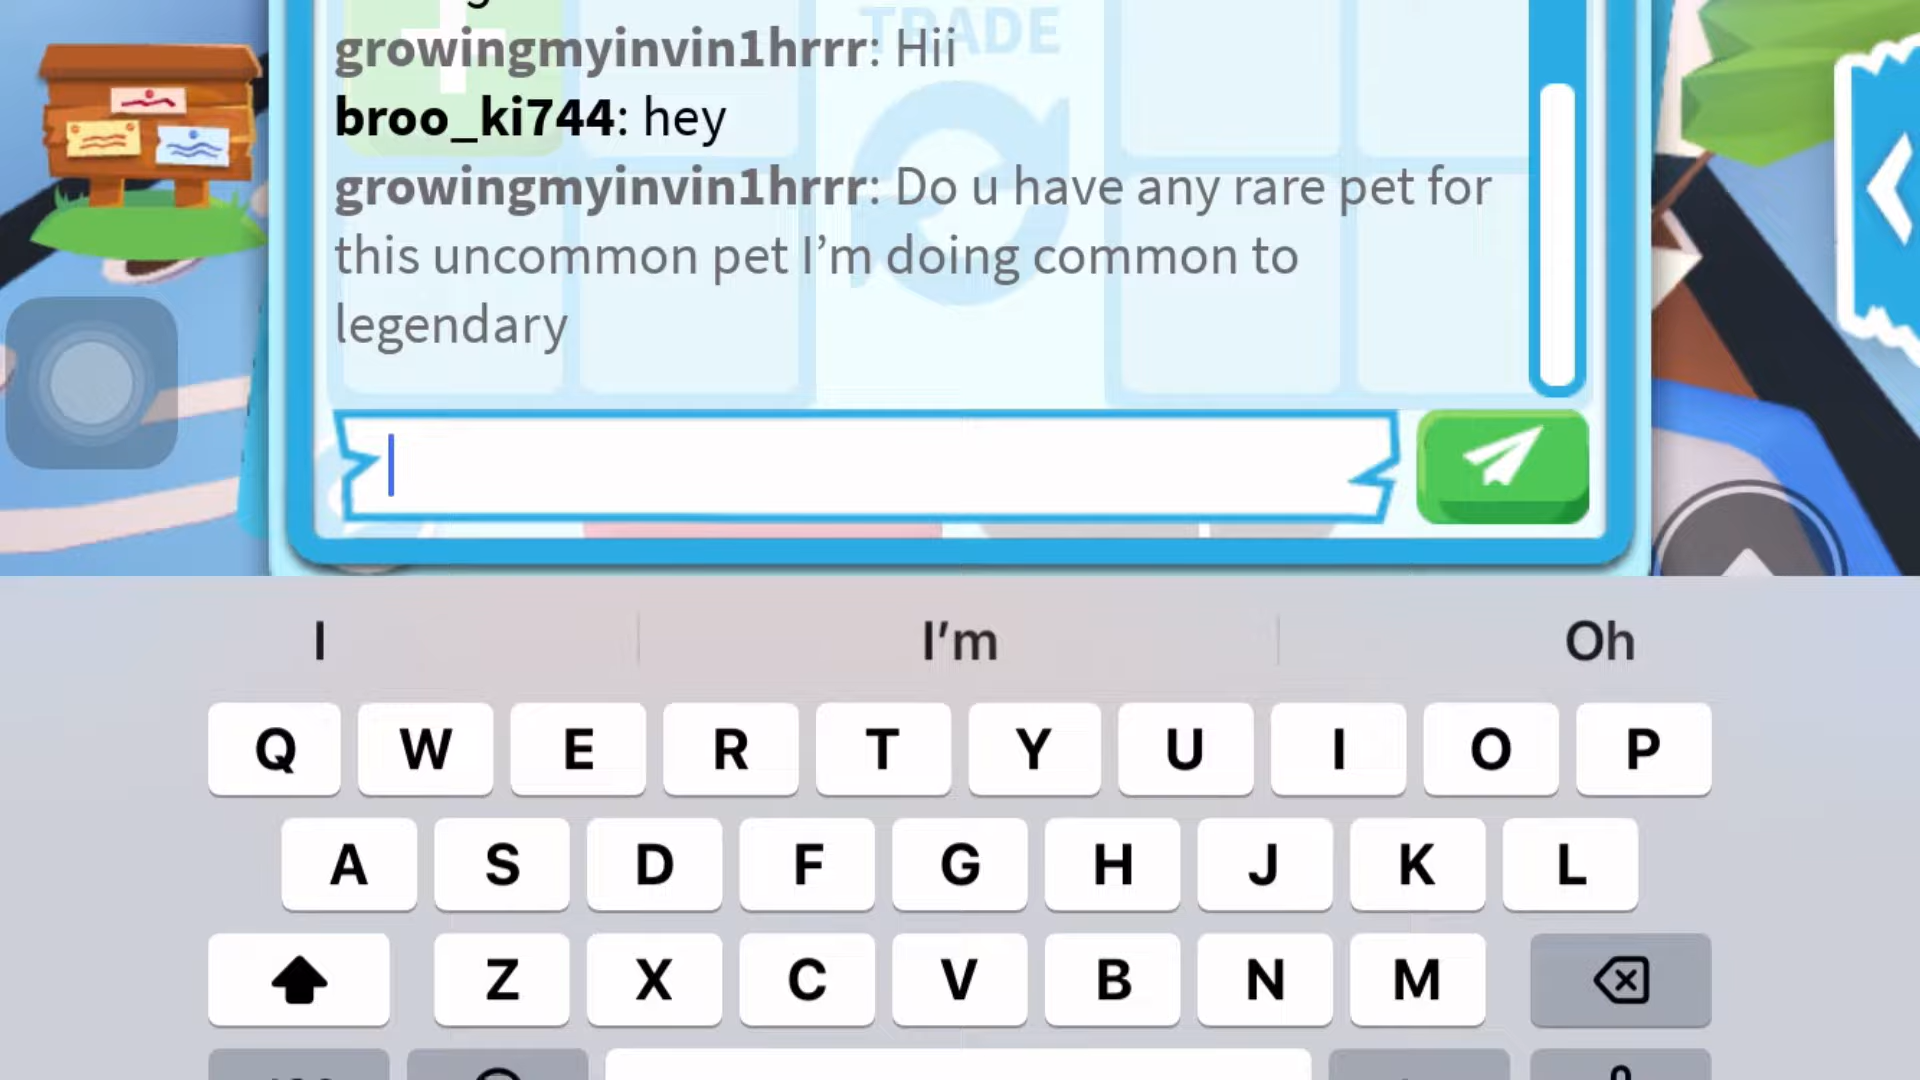 TRADE
growingmyinvin1hrrr: Hii
broo_ki744: hey
growingmyinvin1hrrr: Do u have any rare pet for
this uncommon pet I’m doing common to
legendary
I I’m Oh
Q W E R T Y U I O P
A S D F G H J K L
Z X C V B N M